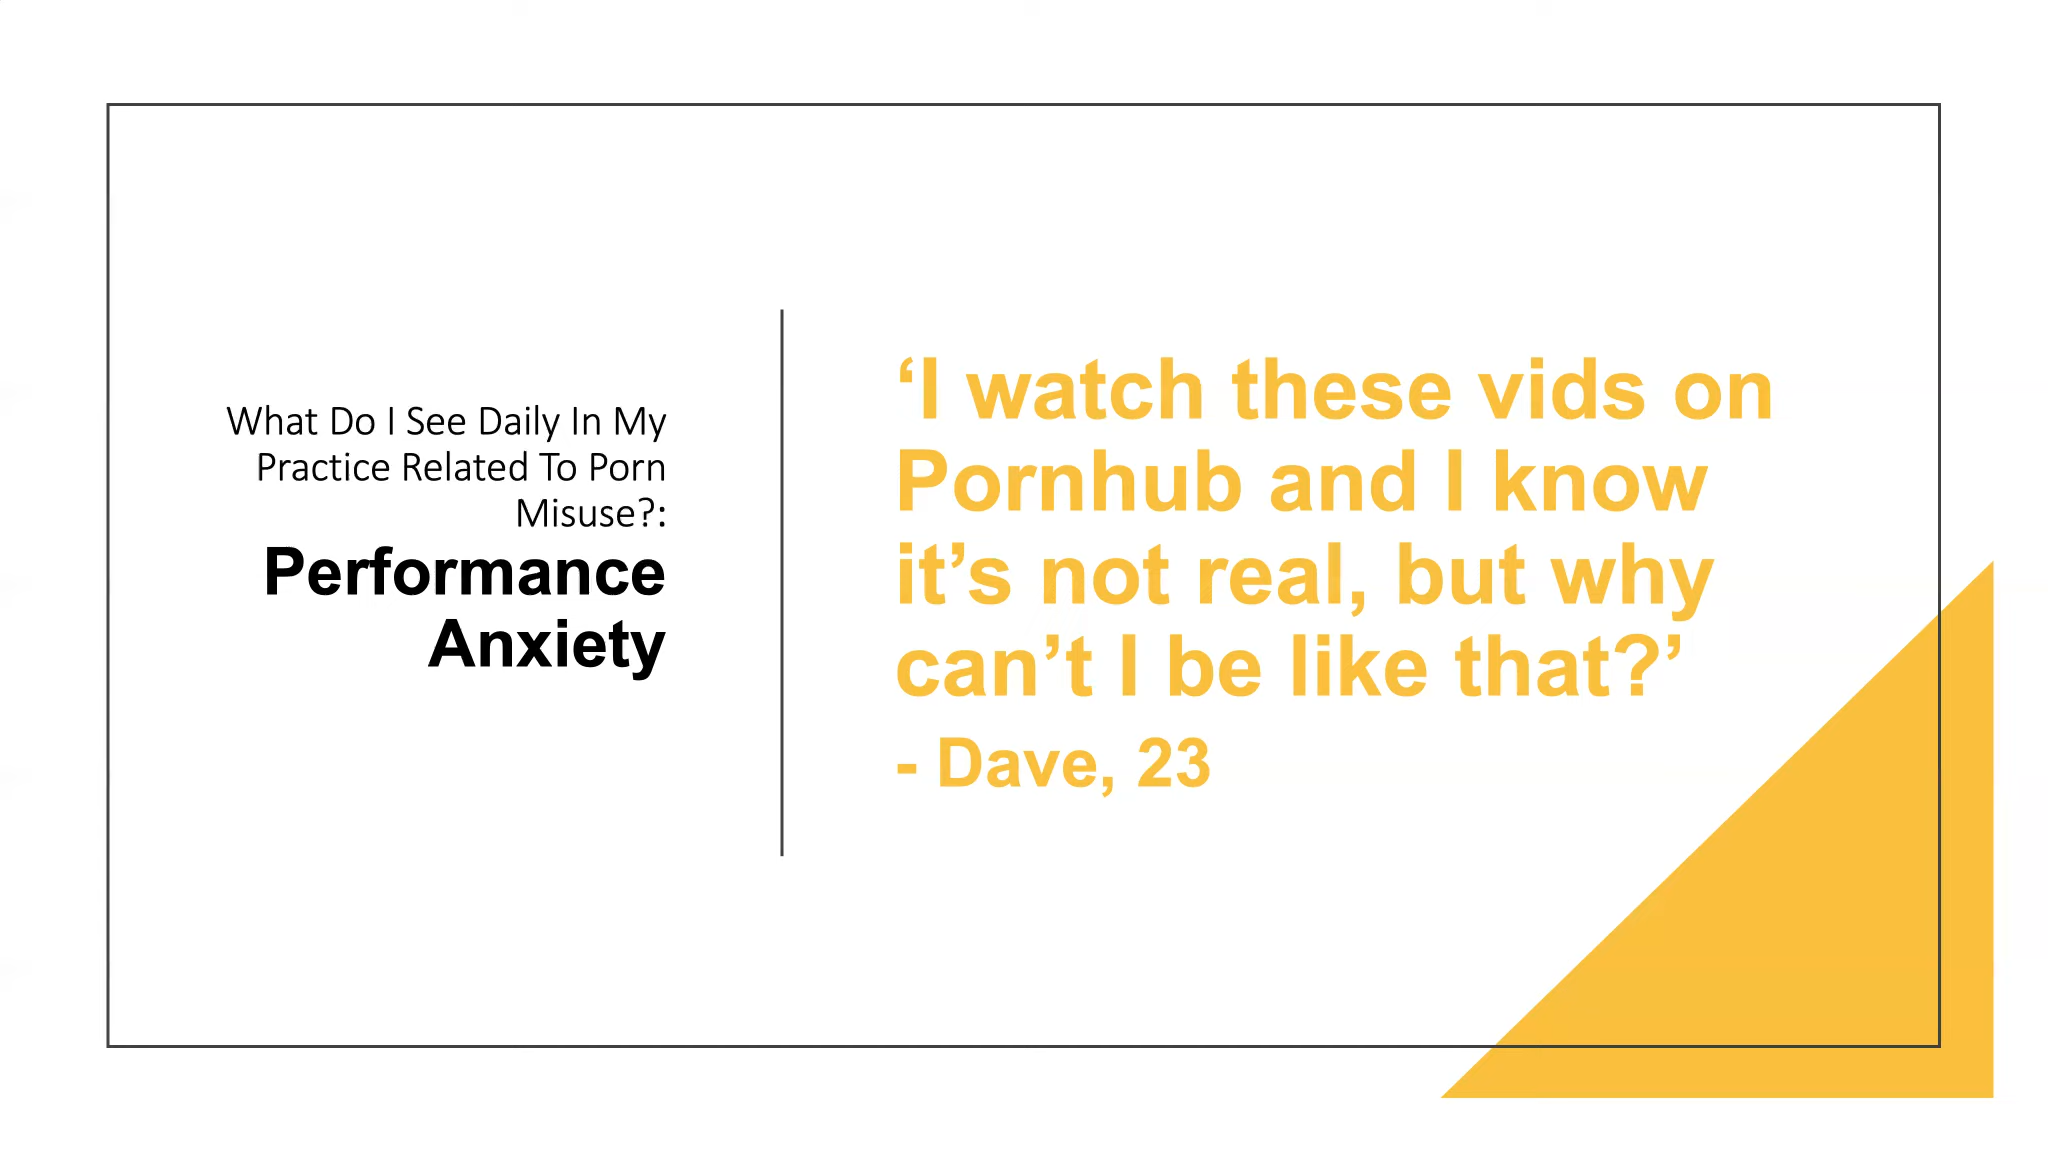 What Do I See Daily In My
Practice Related To Porn
Misuse?:
Performance
Anxiety
‘I watch these vids on
Pornhub and I know
it’s not real, but why
can’t I be like that?’
- Dave, 23